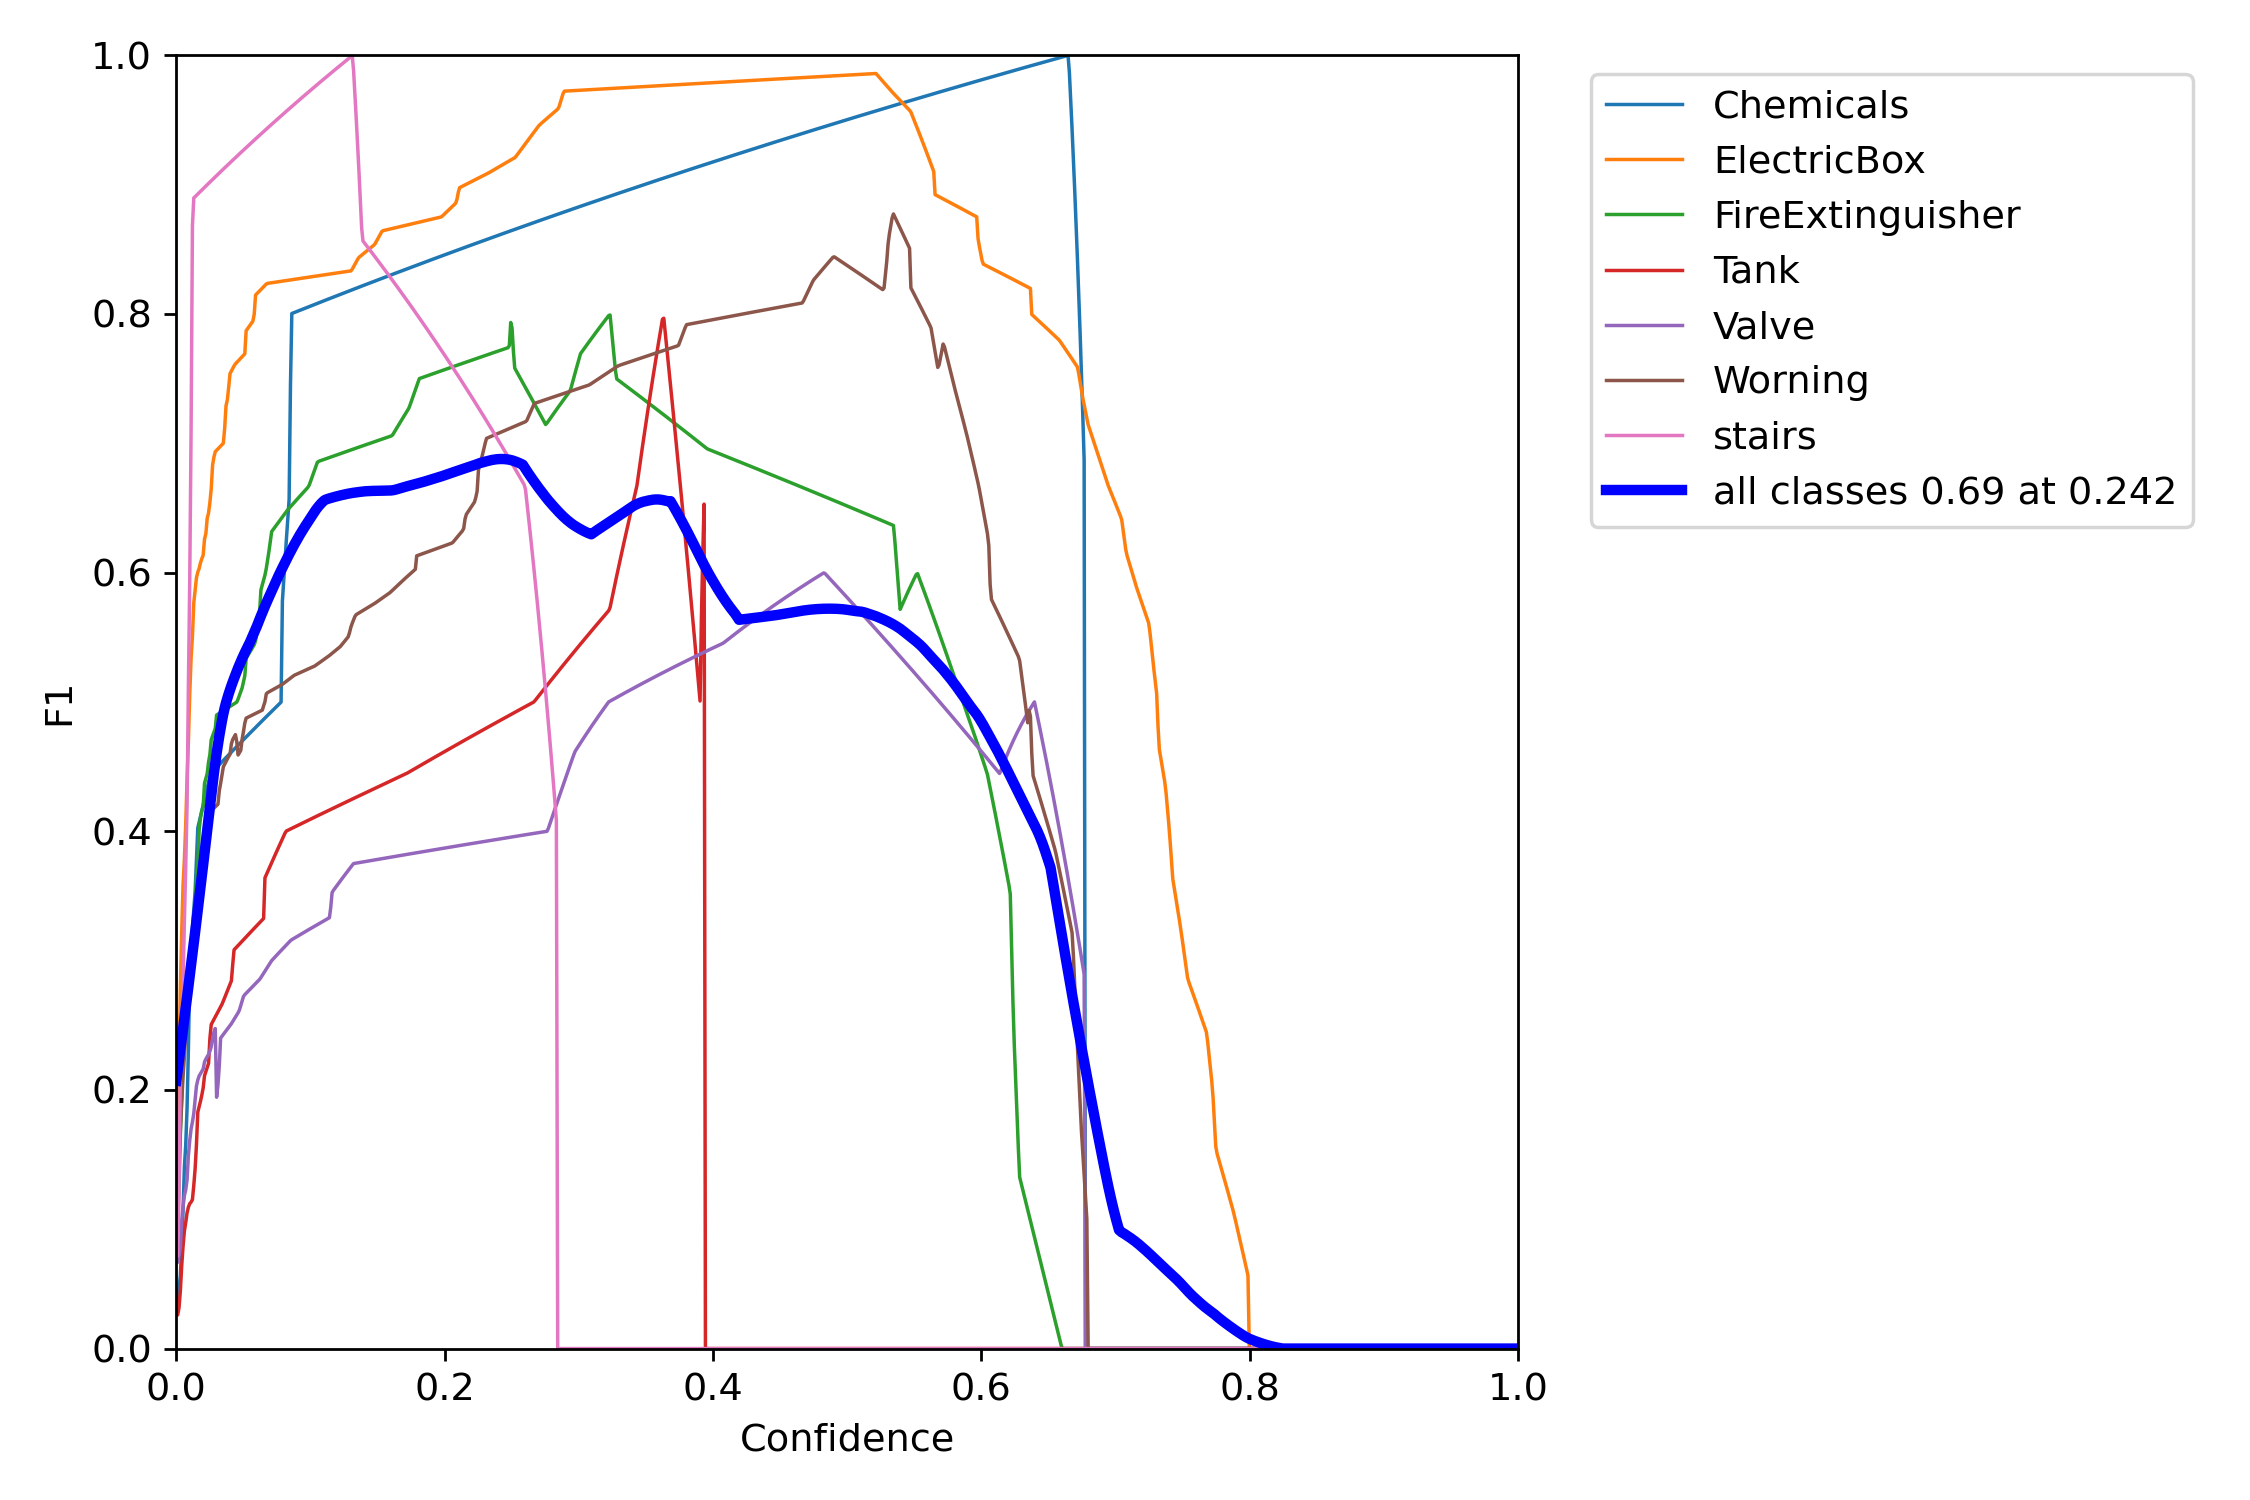 1.0
0.8
0.6
0.4
0.2
0.0
F1
0.0 0.2 0.4 0.6 0.8 1.0
Confidence
Chemicals
ElectricBox
FireExtinguisher
Tank
Valve
Worning
stairs
all classes 0.69 at 0.242